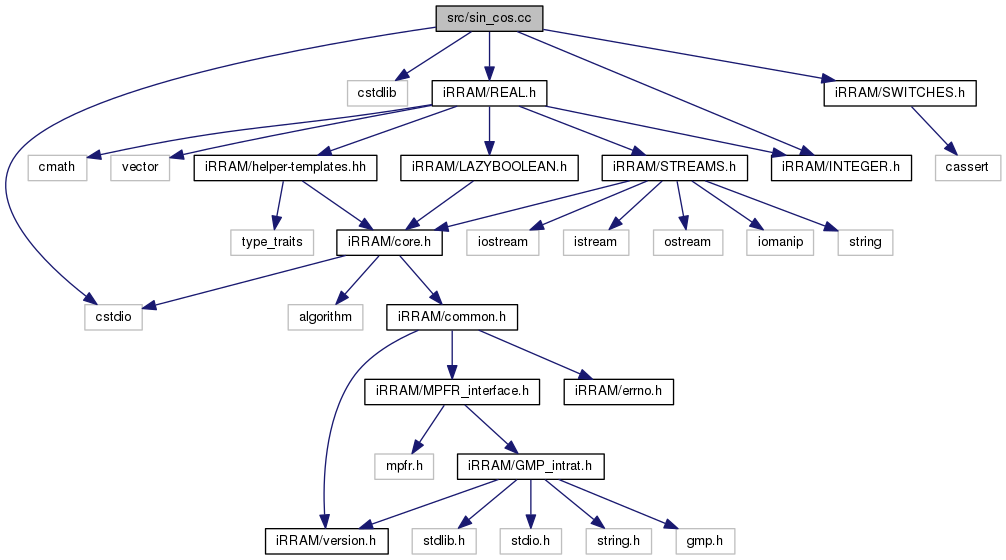 src/sin_cos.cc
cstdlib
iRRAM/REAL.h
iRRAM/SWITCHES.h
cmath
vector
iRRAM/helper-templates.hh
iRRAM/LAZYBOOLEAN.h
iRRAM/STREAMS.h
iRRAM/INTEGER.h
cassert
type_traits
iRRAM/core.h
iostream
istream
ostream
iomanip
string
cstdio
algorithm
iRRAM/common.h
iRRAM/MPFR_interface.h
iRRAM/errno.h
mpfr.h
iRRAM/GMP_intrat.h
iRRAM/version.h
stdlib.h
stdio.h
string.h
gmp.h